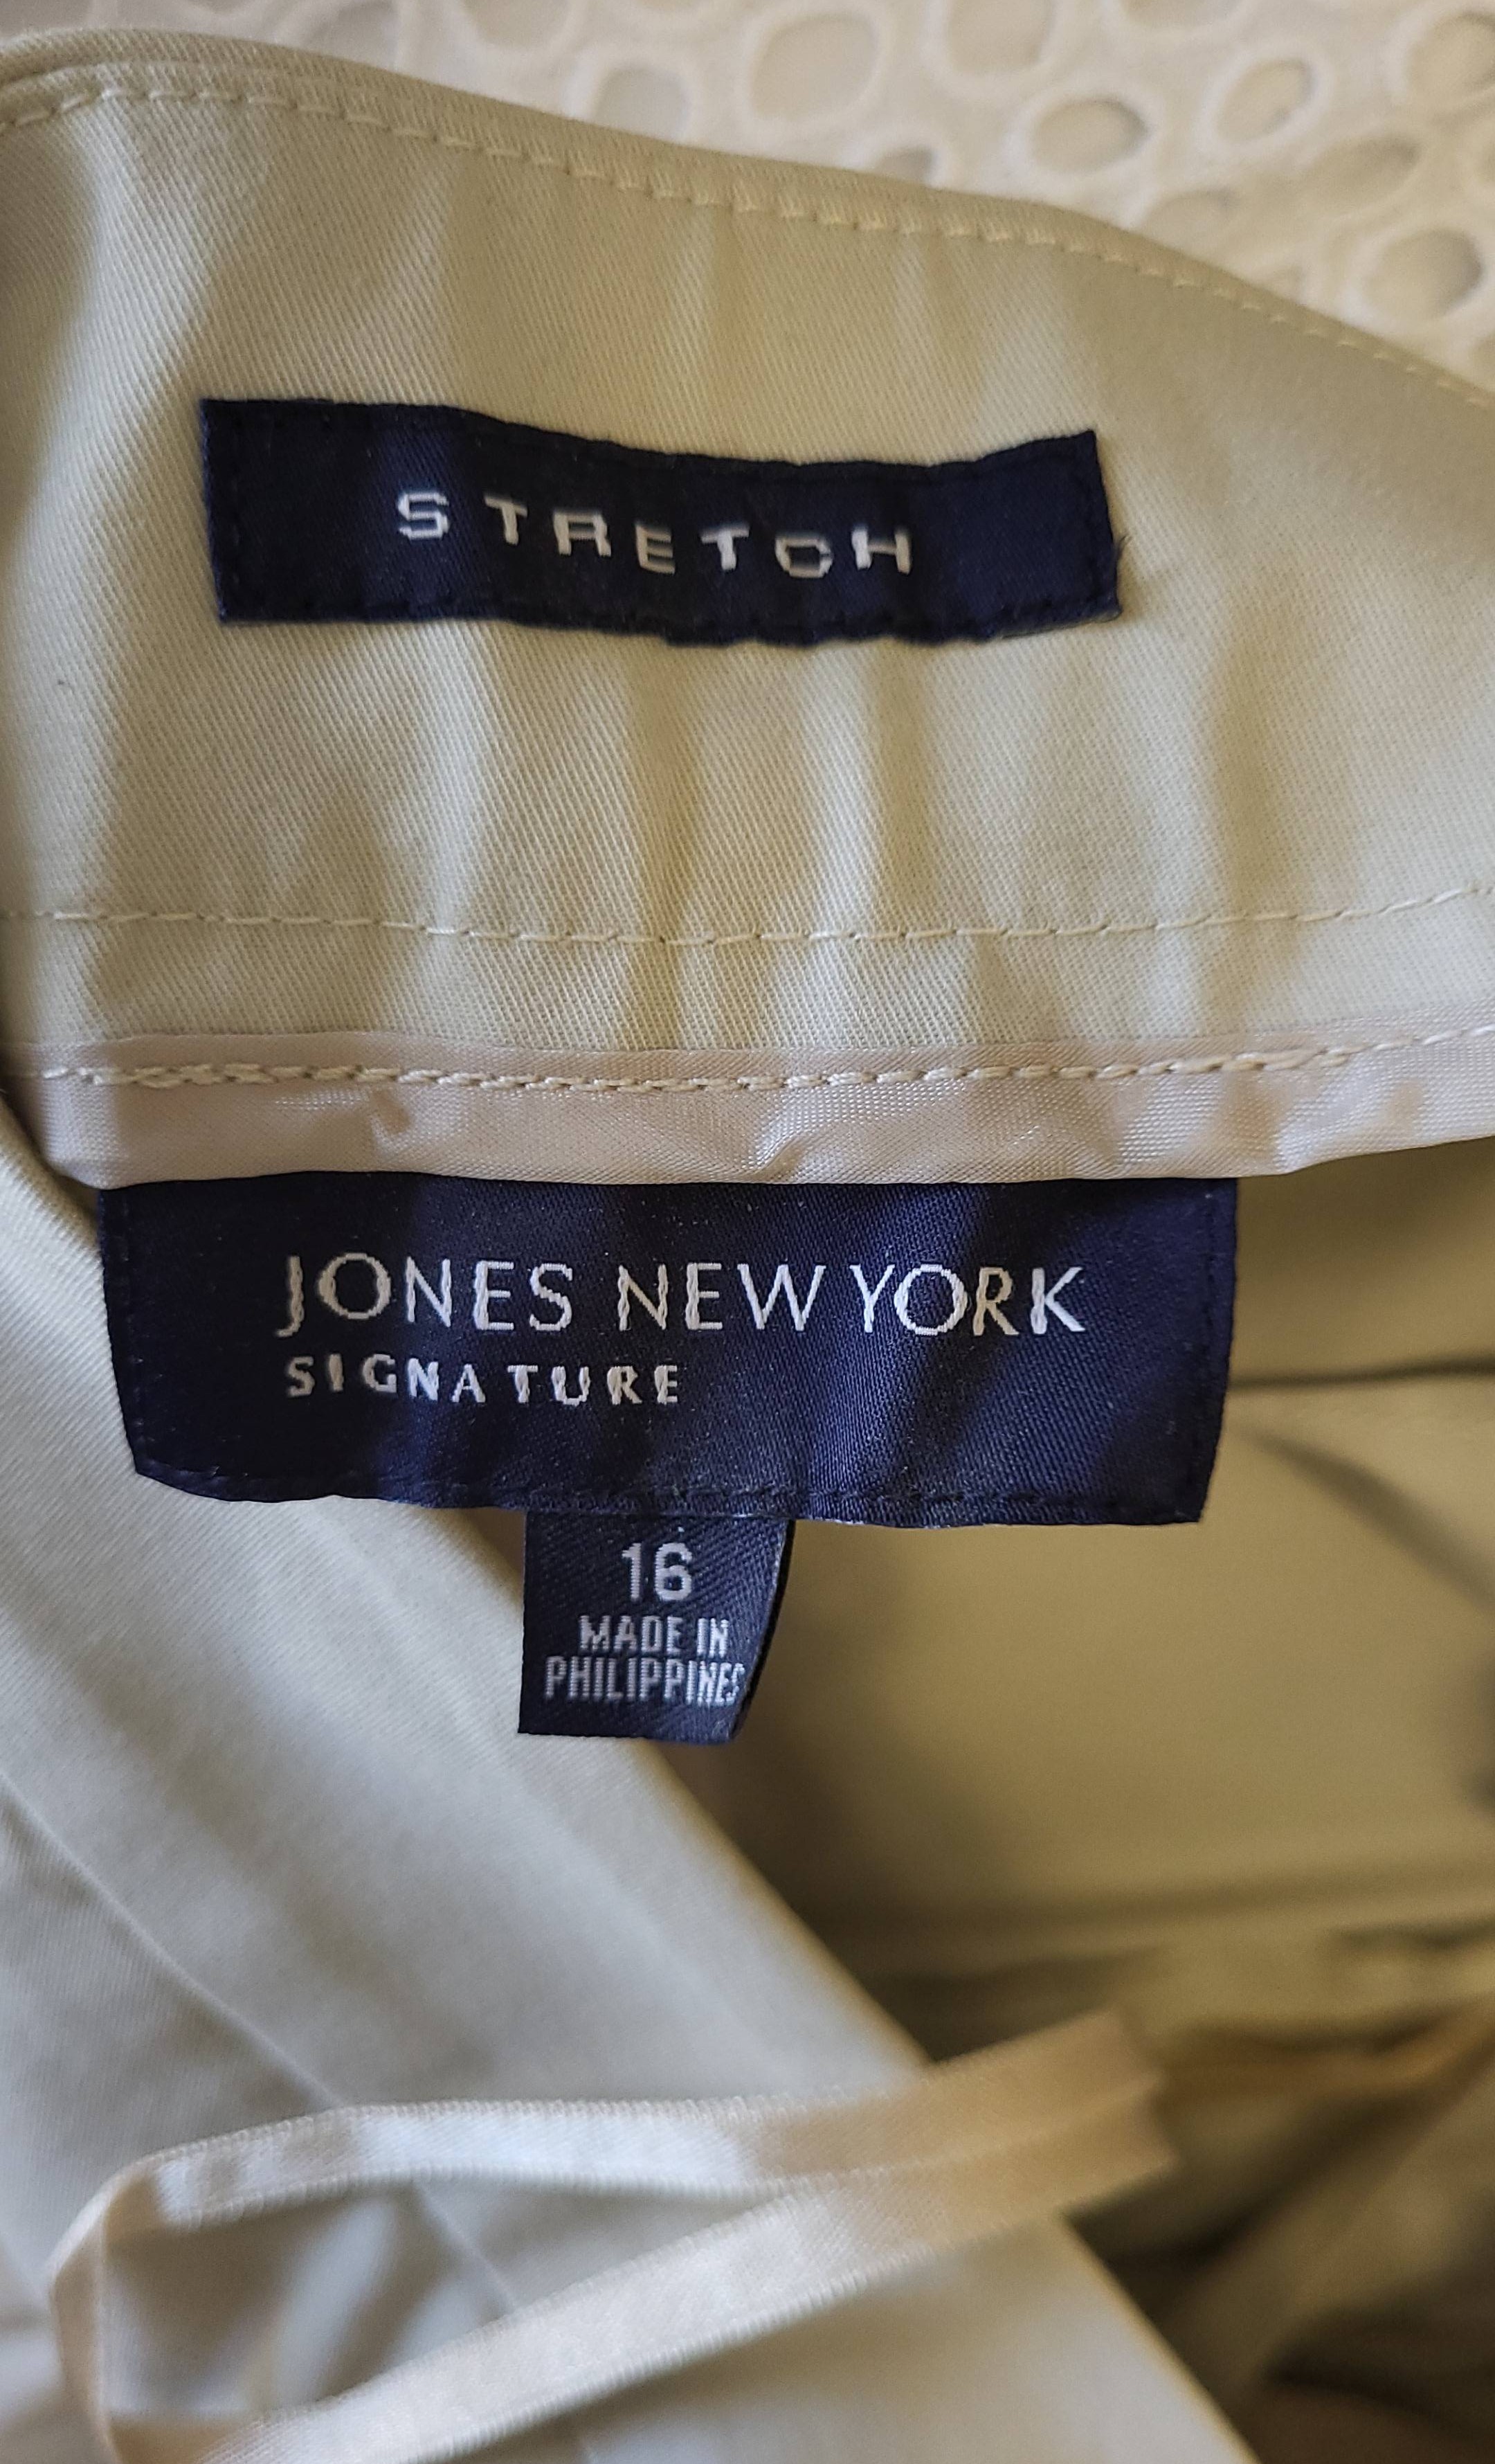 STRETCH
JONES NEW YORK
SIGNATURE
16
MADE IN
PHILIPPINES